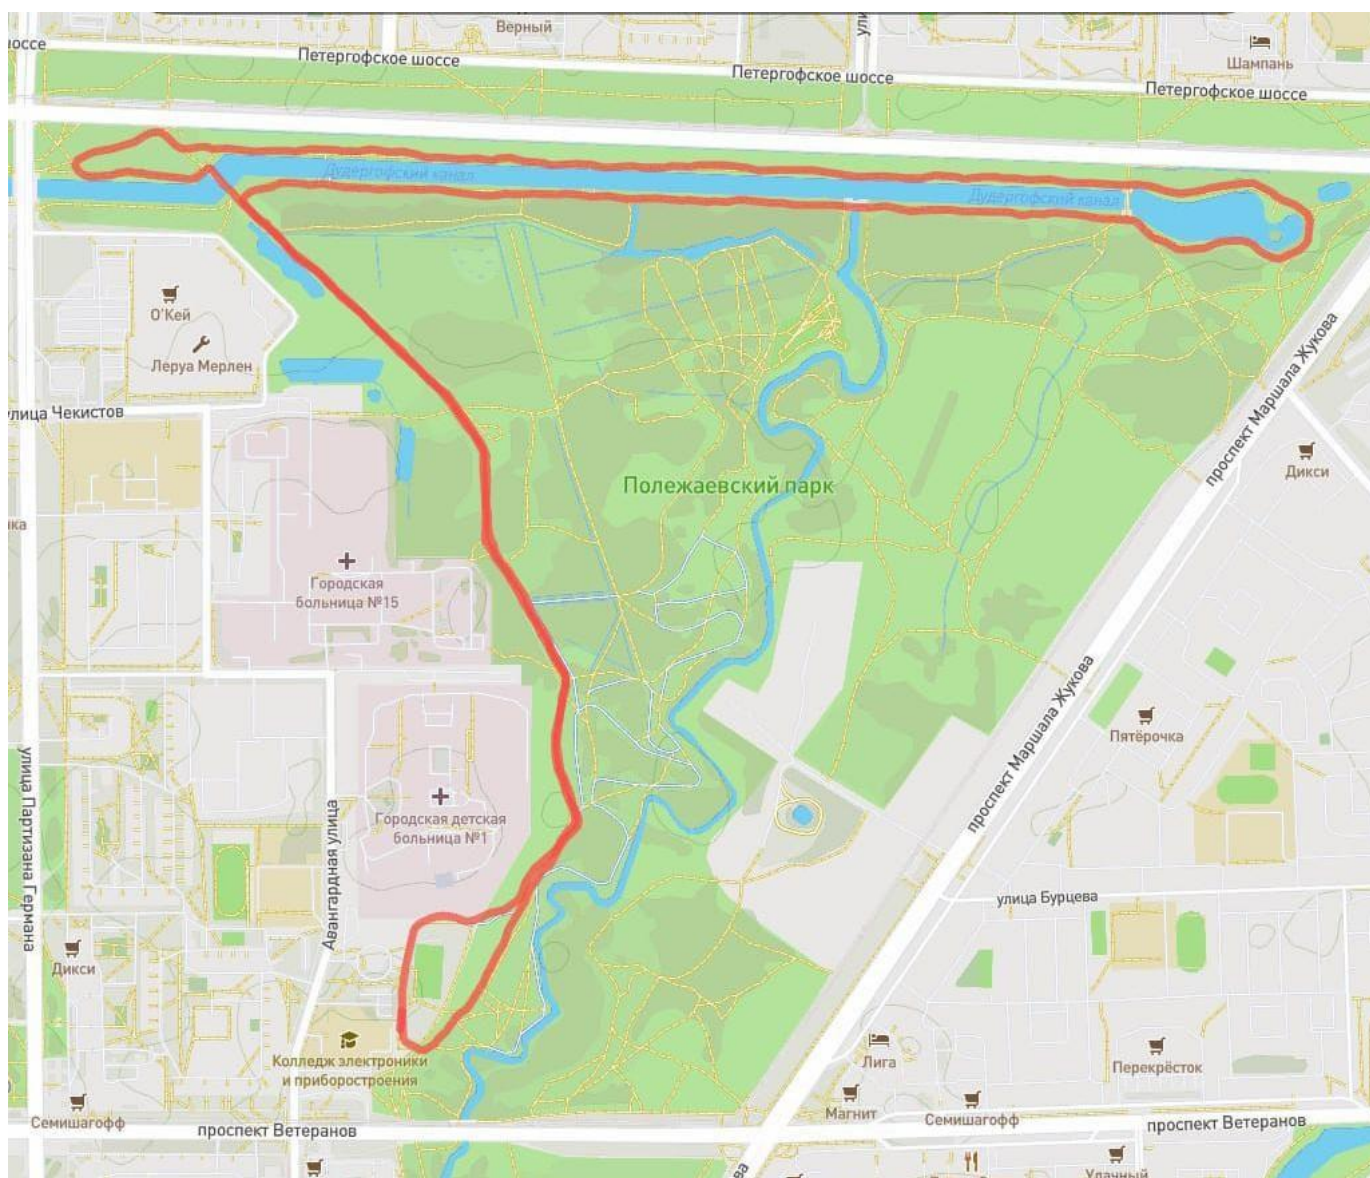 Верный
шоссе
Петергофское шоссе
Петергофское шоссе
Шампань
Петергофское шоссе
Дудергофский канал
Дудергофский канал
О'Кей
Леруа Мерлен
улица Чекистов
проспект Маршала Жукова
Дикси
Полежаевский парк
Городская
больница №15
проспект Маршала Жукова
Пятёрочка
улица Партизана Германа
Авангардная улица
Городская детская
больница №1
улица Бурцева
Дикси
Колледж электроники
и приборостроения
Лига
Перекрёсток
Семишагофф
Магнит
Семишагофф
проспект Ветеранов
проспект Ветеранов
Удачный